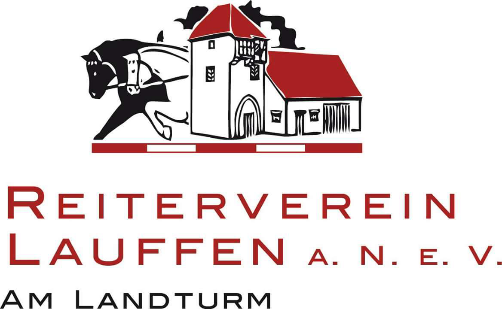 REITERVEREIN
LAUFFEN A. N. E. V.
AM LANDTURM